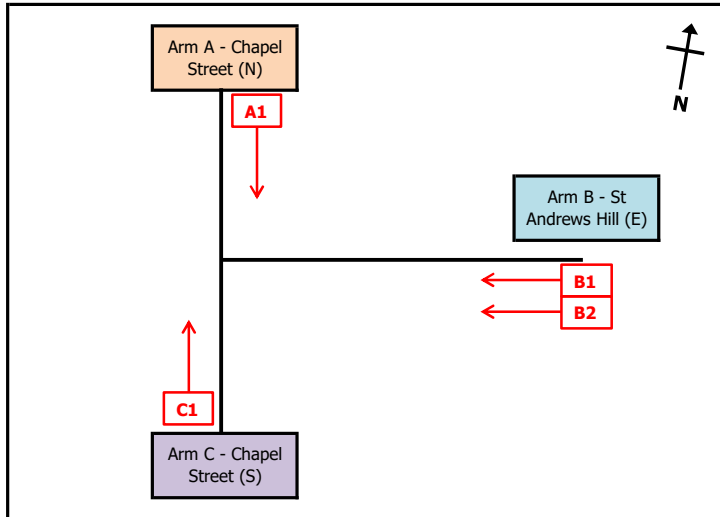 Arm A - Chapel
Street (N)
A1
N
Arm B - St
Andrews Hill (E)
B1
B2
C1
Arm C - Chapel
Street (S)